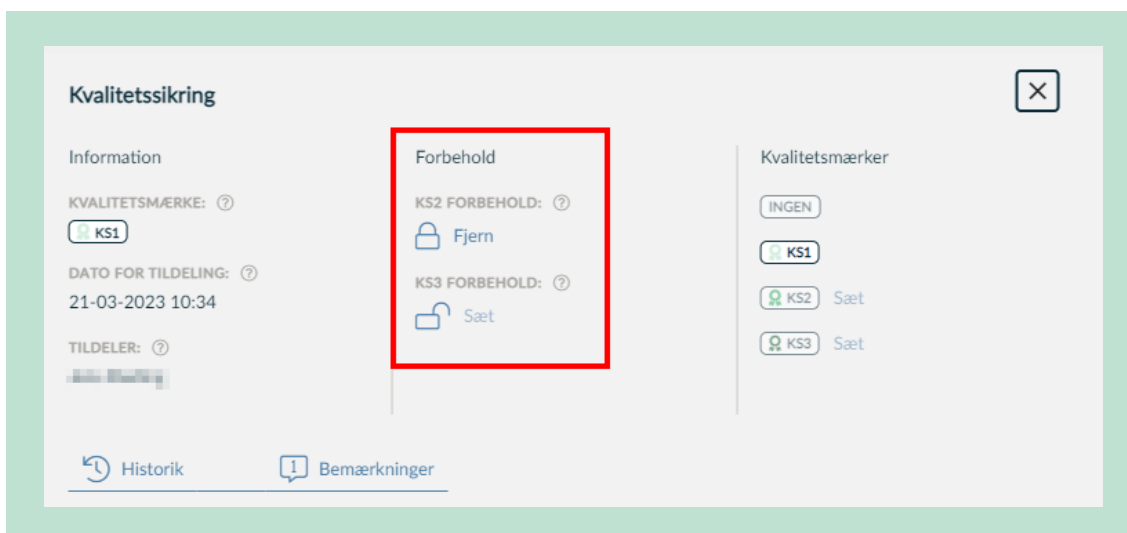 Kvalitetssikring
Information
KVALITETSMÆRKE:
KS1
DATO FOR TILDELING:
21-03-2023 10:34
TILDELER:
Forbehold
KS2 FORBEHOLD:
Fjern
KS3 FORBEHOLD:
Sæt
Kvalitetsmærker
INGEN
KS1
KS2 Sæt
KS3 Sæt
Historik
1 Bemærkninger